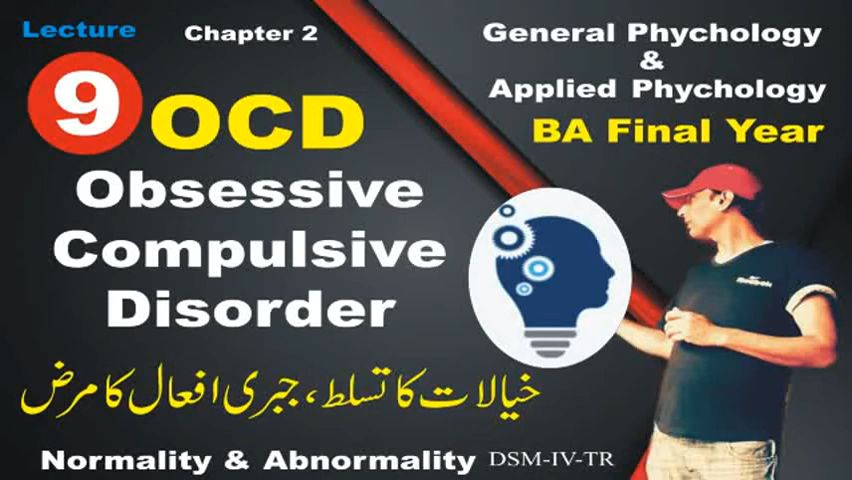 Lecture
9
Chapter 2
OCD
Obsessive
Compulsive
Disorder
خیالات کا تسلط، جبری افعال کا مرض
Normality & Abnormality DSM-IV-TR
General Phychology
&
Applied Phychology
BA Final Year
Reebok